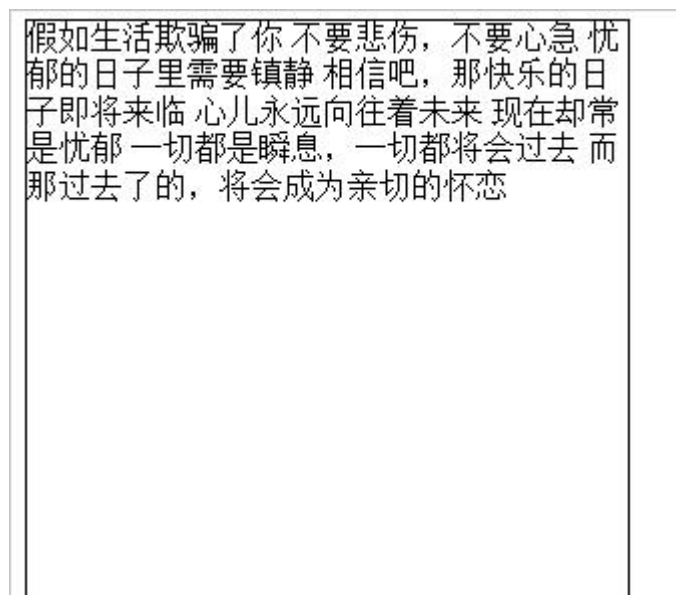 假如生活欺骗了你 不要悲伤，不要心急 忧
郁的日子里需要镇静 相信吧，那快乐的日
子即将来临 心儿永远向往着未来 现在却常
是忧郁 一切都是瞬息，一切都将会过去 而
那过去了的，将会成为亲切的怀恋